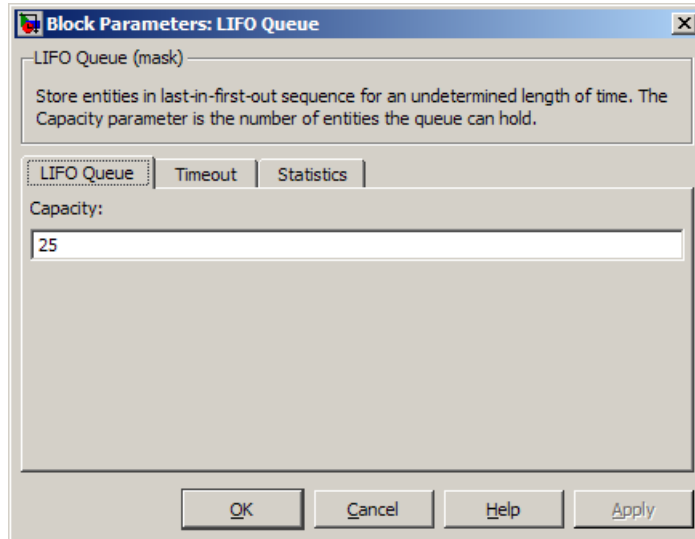 Block Parameters: LIFO Queue
LIFO Queue (mask)
Store entities in last-in-first-out sequence for an undetermined length of time. The
Capacity parameter is the number of entities the queue can hold.
LIFO Queue Timeout Statistics
Capacity:
25
OK Cancel Help Apply